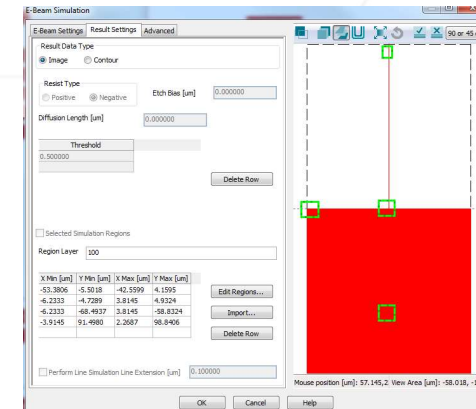 E-Beam Simulation
E-Beam Settings Result Settings Advanced
Result Data Type
Image Contour
Resist Type
Positive Negative
Etch Bias [um] 0.000000
Diffusion Length [um] 0.000000
Threshold
0.500000
Delete Row
Selected Simulation Regions
Region Layer 100
X Min [um] Y Min [um] X Max [um] Y Max [um]
-53.3806 -5.5018 -42.5599 4.1595
-6.2333 -4.7289 3.8145 4.9324
-6.2333 -68.4937 3.8145 -58.8324
-3.9145 91.4980 2.2687 98.8406
Edit Regions...
Import...
Delete Row
Perform Line Simulation Line Extension [um] 0.100000
OK Cancel Help
90 or 45
Mouse position [um]: 57.145,2 View Area [um]: -58.018, -1